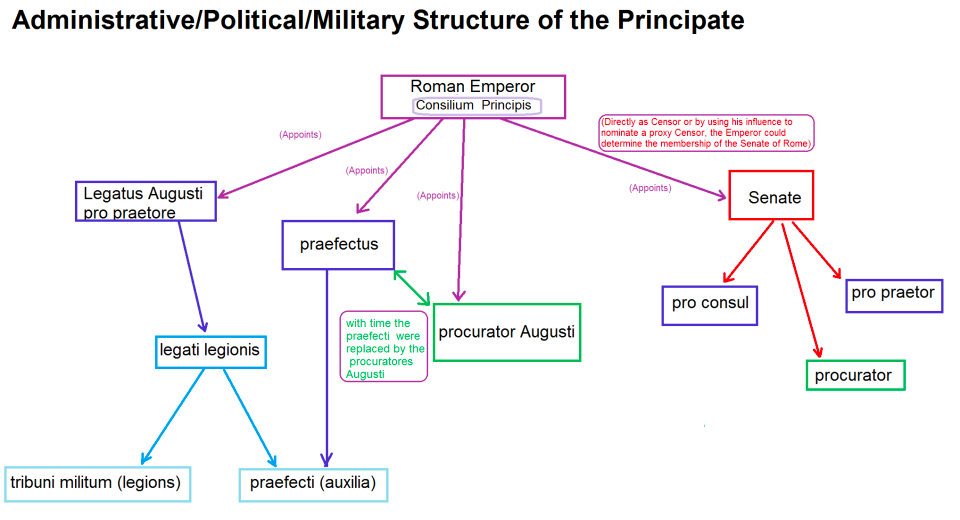 Administrative/Political/Military Structure of the Principate
Roman Emperor
Consilium Principis
(Appoints)
(Appoints)
(Appoints)
(Appoints)
(Directly as Censor or by using his influence to
nominate a proxy Censor, the Emperor could
determine the membership of the Senate of Rome)
Legatus Augusti
pro praetore
praefectus
Senate
pro consul
pro praetor
with time the
praefecti were
replaced by the
procuratores
Augusti
procurator Augusti
legati legionis
procurator
tribuni militum (legions)
praefecti (auxilia)